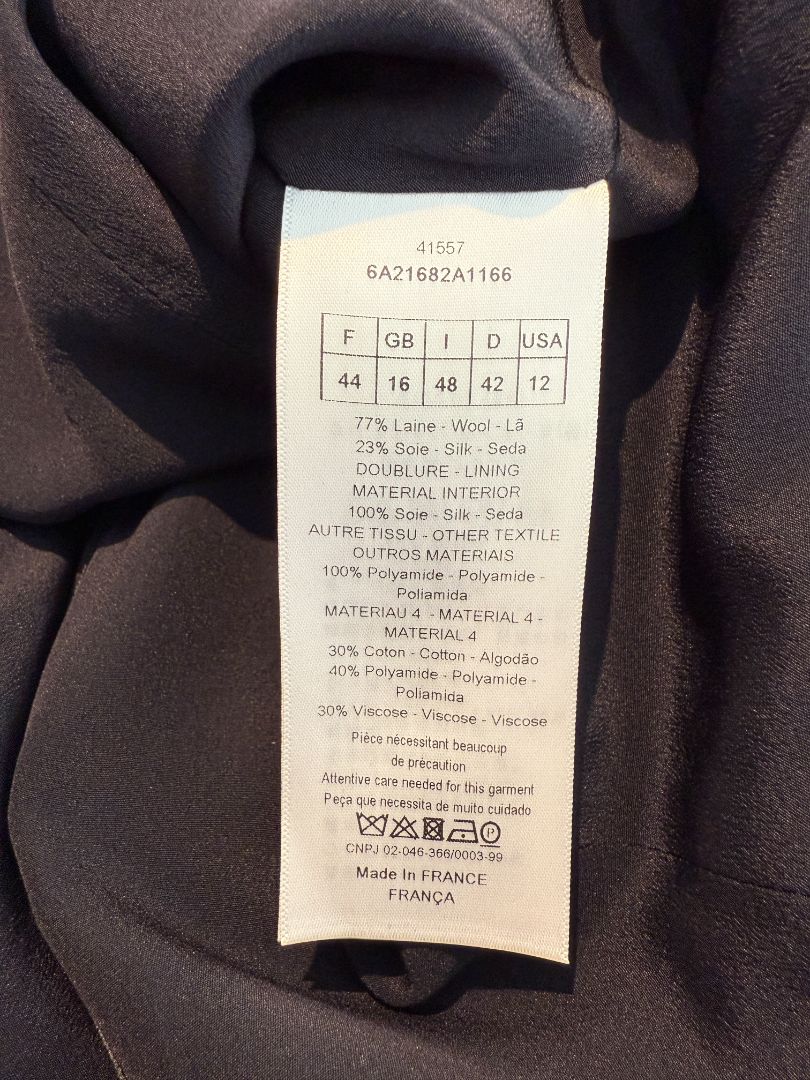 41557
6A21682A1166
F GB I D USA
44 16 48 42 12
77% Laine - Wool - Lã
23% Soie - Silk - Seda
DOUBLURE - LINING
MATERIAL INTERIOR
100% Soie - Silk - Seda
AUTRE TISSU - OTHER TEXTILE
OUTROS MATERIAIS
100% Polyamide - Polyamide -
Poliamida
MATERIAU 4 - MATERIAL 4 -
MATERIAL 4
30% Coton - Cotton - Algodão
40% Polyamide - Polyamide -
Poliamida
30% Viscose - Viscose - Viscose
Pièce nécessitant beaucoup
de précaution
Attentive care needed for this garment
Peça que necessita de muito cuidado
P
CNPJ 02-046-366/0003-99
Made In FRANCE
FRANÇA